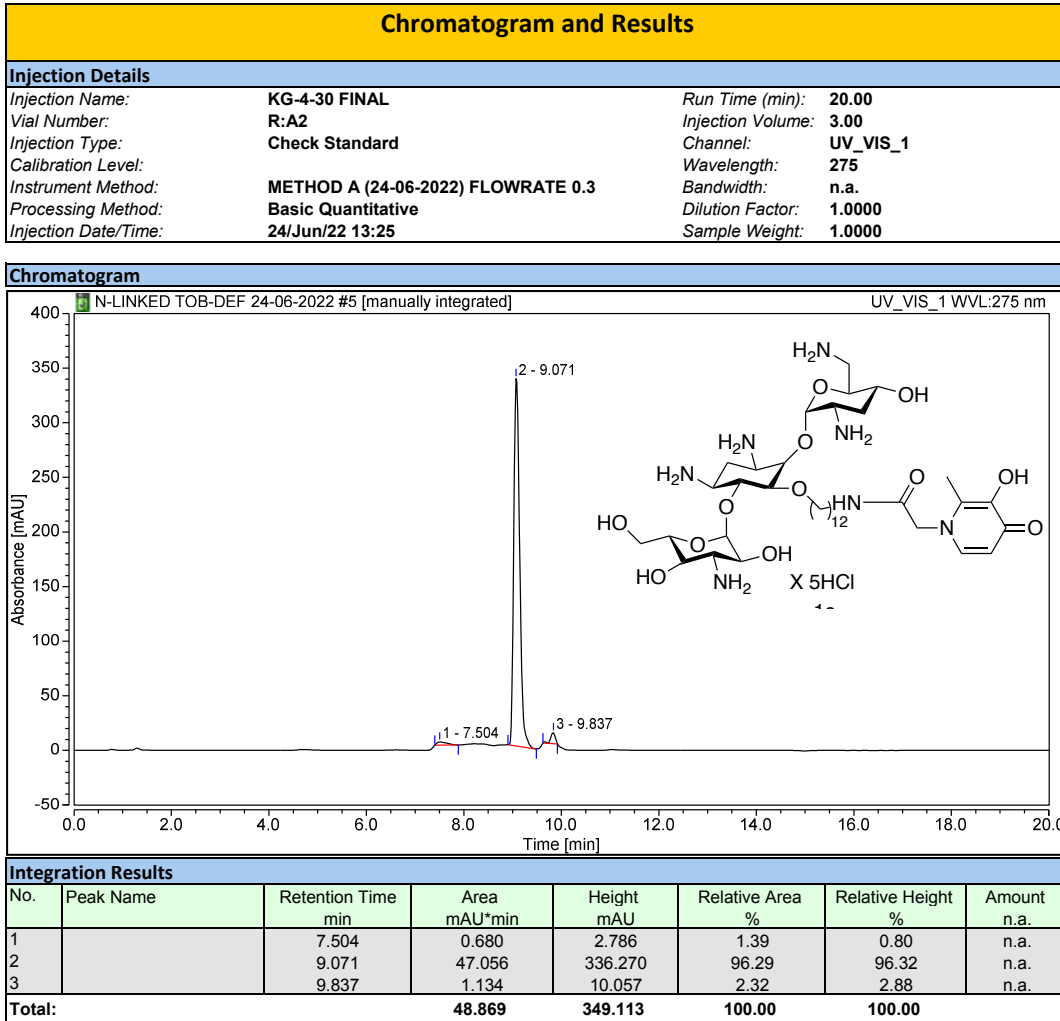 Chromatogram and Results
Injection Details
Injection Name: KG-4-30 FINAL Run Time (min): 20.00
Vial Number: R:A2 Injection Volume: 3.00
Injection Type: Check Standard Channel: UV_VIS_1
Calibration Level: Wavelength: 275
Instrument Method: METHOD A (24-06-2022) FLOWRATE 0.3 Bandwidth: n.a.
Processing Method: Basic Quantitative Dilution Factor: 1.0000
Injection Date/Time: 24/Jun/22 13:25 Sample Weight: 1.0000
Chromatogram
N-LINKED TOB-DEF 24-06-2022 #5 [manually integrated] UV_VIS_1 WVL:275 nm
400
350
300
250
200
150
100
50
0
-50
Absorbance [mAU]
2 - 9.071
1 - 7.504
3 - 9.837
H₂N
O
OH
NH₂
O
H₂N
H₂N
O
12
HN
O
OH
N
O
O
HO
O
OH
HO
NH₂
X 5HCl
0.0 2.0 4.0 6.0 8.0 10.0 12.0 14.0 16.0 18.0 20.0
Time [min]
Integration Results
No. Peak Name Retention Time Area Height Relative Area Relative Height Amount
min mAU*min mAU % % n.a.
1 7.504 0.680 2.786 1.39 0.80 n.a.
2 9.071 47.056 336.270 96.29 96.32 n.a.
3 9.837 1.134 10.057 2.32 2.88 n.a.
Total: 48.869 349.113 100.00 100.00